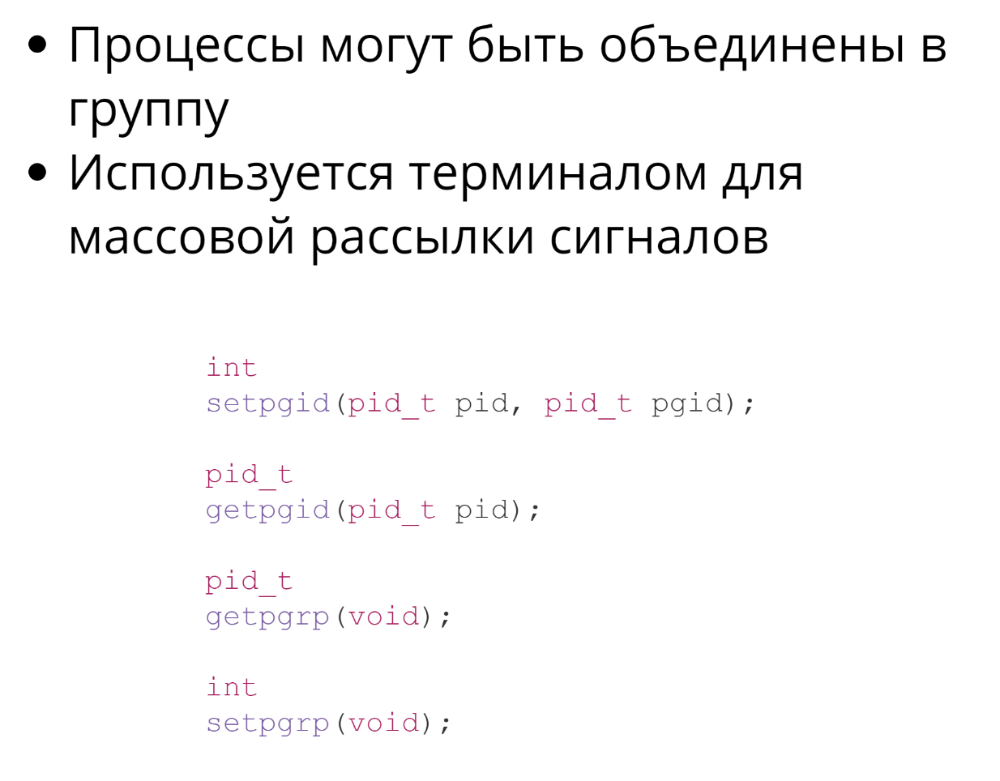 • Процессы могут быть объединены в
группу
• Используется терминалом для
массовой рассылки сигналов
int
setpgid(pid_t pid, pid_t pgid);
pid_t
getpgid(pid_t pid);
pid_t
getpgrp(void);
int
setpgrp(void);